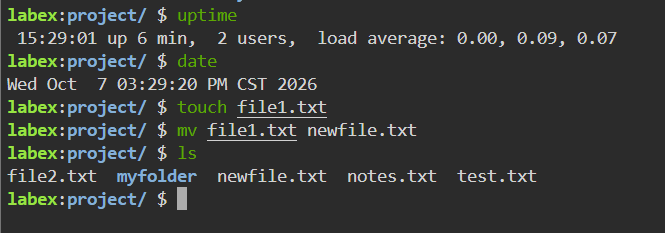 labex:project/ $ uptime
 15:29:01 up 6 min,  2 users,  load average: 0.00, 0.09, 0.07
labex:project/ $ date
Wed Oct  7 03:29:20 PM CST 2026
labex:project/ $ touch file1.txt
labex:project/ $ mv file1.txt newfile.txt
labex:project/ $ ls
file2.txt  myfolder  newfile.txt  notes.txt  test.txt
labex:project/ $